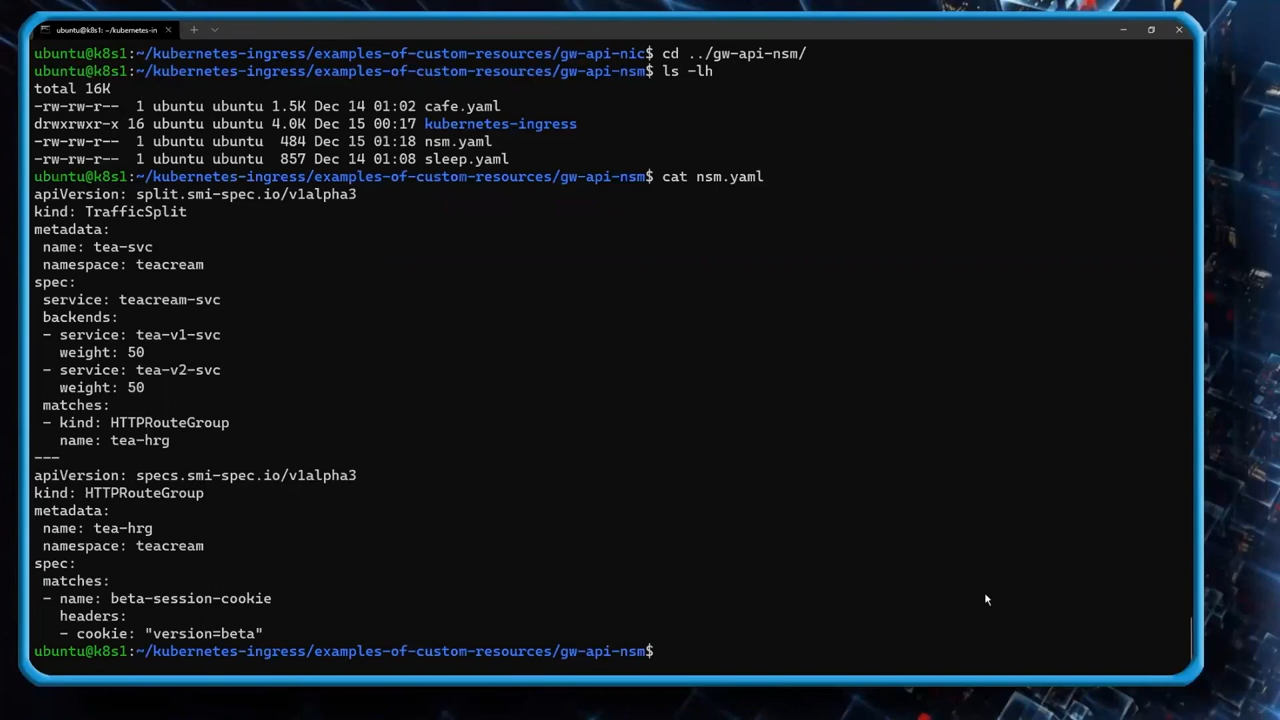 ubuntu@k8s1: ~/kubernetes-in
ubuntu@k8s1:~/kubernetes-ingress/examples-of-custom-resources/gw-api-nic$ cd ../gw-api-nsm/
ubuntu@k8s1:~/kubernetes-ingress/examples-of-custom-resources/gw-api-nsm$ ls -lh
total 16K
-rw-rw-r--  1 ubuntu ubuntu 1.5K Dec 14 01:02 cafe.yaml
drwxrwxr-x 16 ubuntu ubuntu 4.0K Dec 15 00:17 kubernetes-ingress
-rw-rw-r--  1 ubuntu ubuntu  484 Dec 15 01:18 nsm.yaml
-rw-rw-r--  1 ubuntu ubuntu  857 Dec 14 01:08 sleep.yaml
ubuntu@k8s1:~/kubernetes-ingress/examples-of-custom-resources/gw-api-nsm$ cat nsm.yaml
apiVersion: split.smi-spec.io/v1alpha3
kind: TrafficSplit
metadata:
 name: tea-svc
 namespace: teacream
spec:
 service: teacream-svc
 backends:
 - service: tea-v1-svc
   weight: 50
 - service: tea-v2-svc
   weight: 50
 matches:
 - kind: HTTPRouteGroup
   name: tea-hrg
---
apiVersion: specs.smi-spec.io/v1alpha3
kind: HTTPRouteGroup
metadata:
 name: tea-hrg
 namespace: teacream
spec:
 matches:
 - name: beta-session-cookie
   headers:
   - cookie: "version=beta"
ubuntu@k8s1:~/kubernetes-ingress/examples-of-custom-resources/gw-api-nsm$